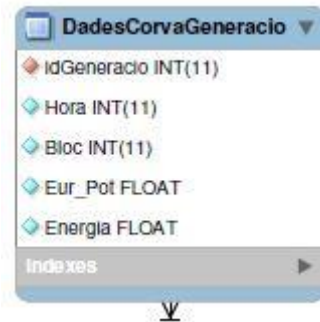 DadesCorvaGeneracio
idGeneracio INT(11)
Hora INT(11)
Bloc INT(11)
Eur_Pot FLOAT
Energia FLOAT
Indexes